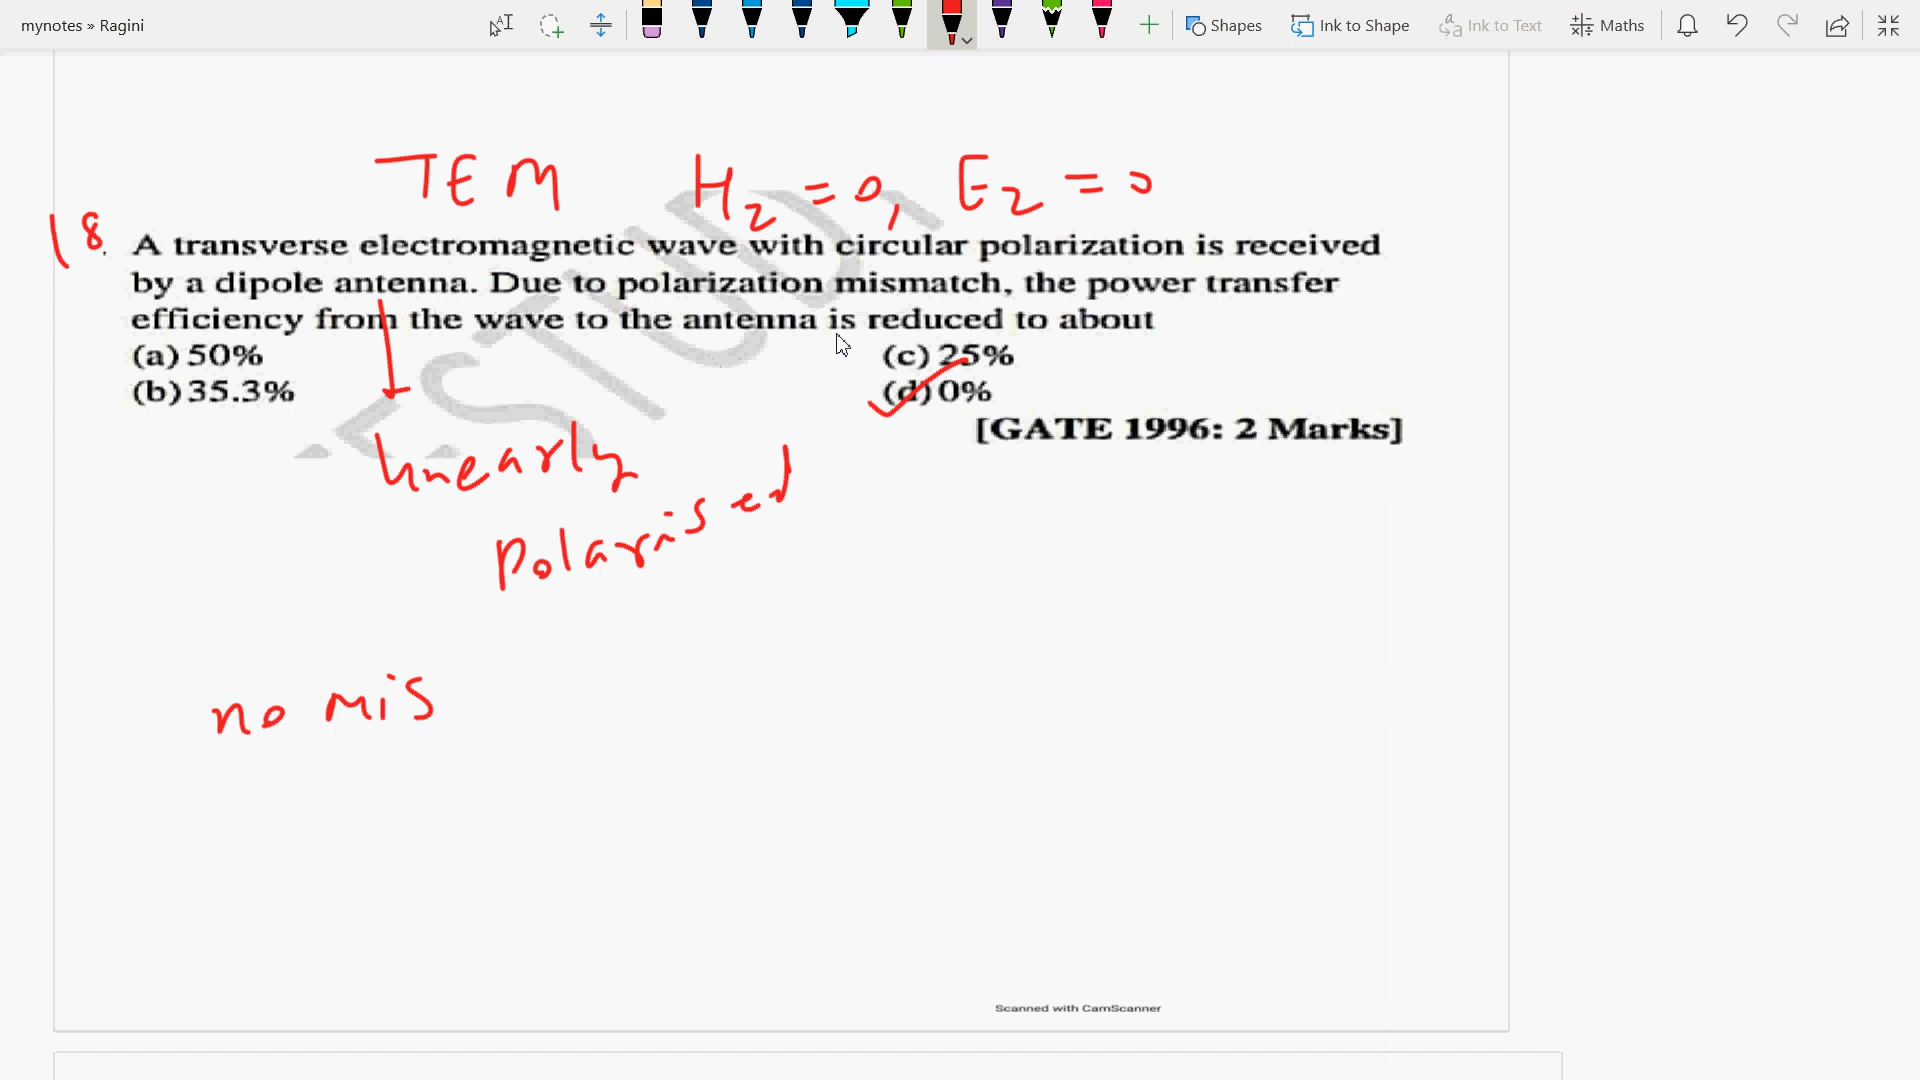 mynotes » Ragini
Shapes
Ink to Shape
Ink to Text
Maths
TEM H2 = 0, E2 = 0
18.
A transverse electromagnetic wave with circular polarization is received
by a dipole antenna. Due to polarization mismatch, the power transfer
efficiency from the wave to the antenna is reduced to about
(a) 50%
(c) 25%
(b) 35.3%
(d) 0%
[GATE 1996: 2 Marks]
linearly
Polarised
no mis
Scanned with CamScanner